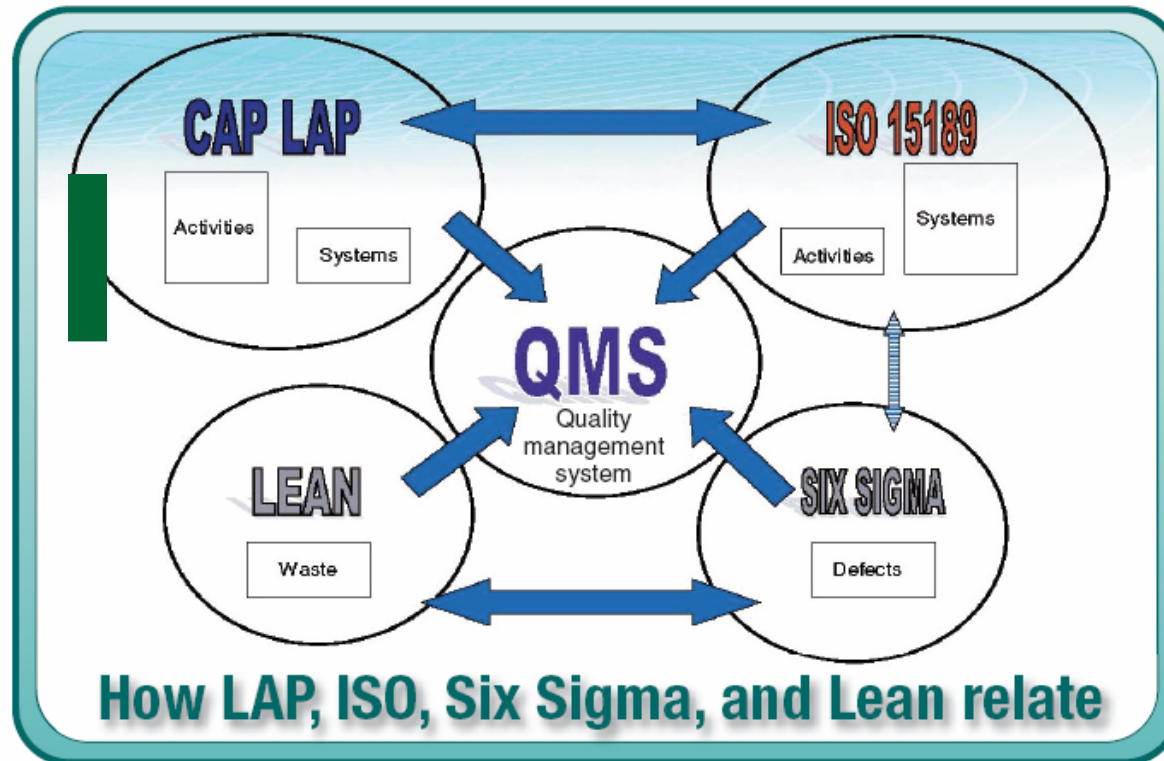 CAP LAP
Activities
Systems
ISO 15189
Systems
Activities
QMS
Quality
management
system
LEAN
Waste
SIX SIGMA
Defects
How LAP, ISO, Six Sigma, and Lean relate